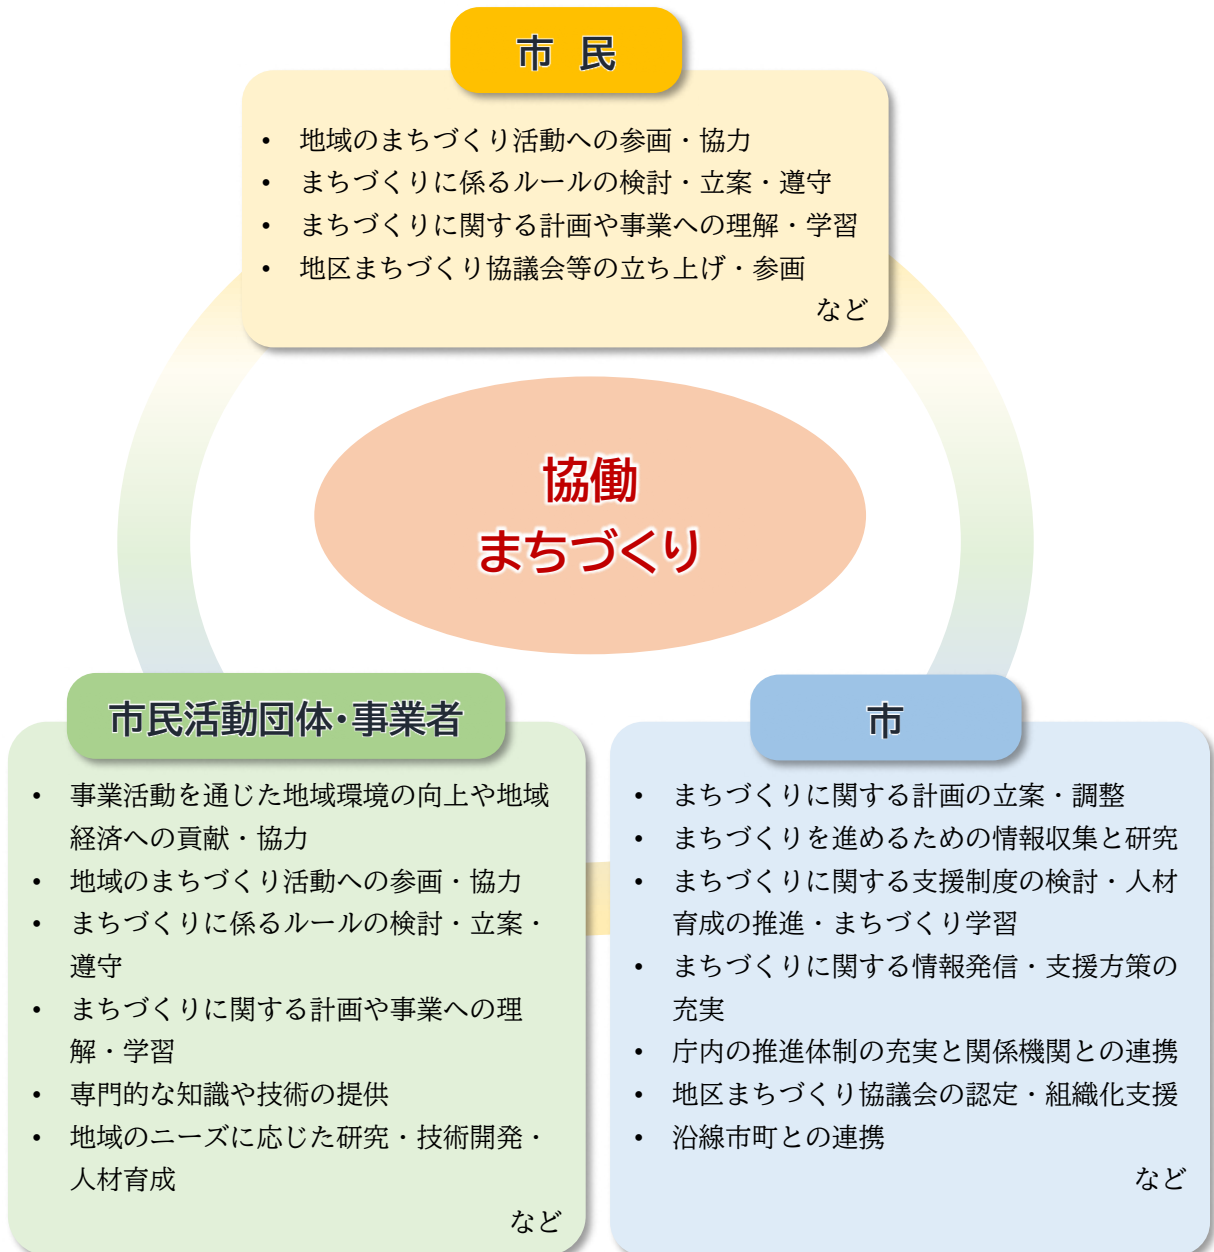 市 民
• 地域のまちづくり活動への参画・協力
• まちづくりに係るルールの検討・立案・遵守
• まちづくりに関する計画や事業への理解・学習
• 地区まちづくり協議会等の立ち上げ・参画
など
協働
まちづくり
市民活動団体・事業者
• 事業活動を通じた地域環境の向上や地域
経済への貢献・協力
• 地域のまちづくり活動への参画・協力
• まちづくりに係るルールの検討・立案・
遵守
• まちづくりに関する計画や事業への理
解・学習
• 専門的な知識や技術の提供
• 地域のニーズに応じた研究・技術開発・
人材育成
など
市
• まちづくりに関する計画の立案・調整
• まちづくりを進めるための情報収集と研究
• まちづくりに関する支援制度の検討・人材
育成の推進・まちづくり学習
• まちづくりに関する情報発信・支援方策の
充実
• 庁内の推進体制の充実と関係機関との連携
• 地区まちづくり協議会の認定・組織化支援
• 沿線市町との連携
など